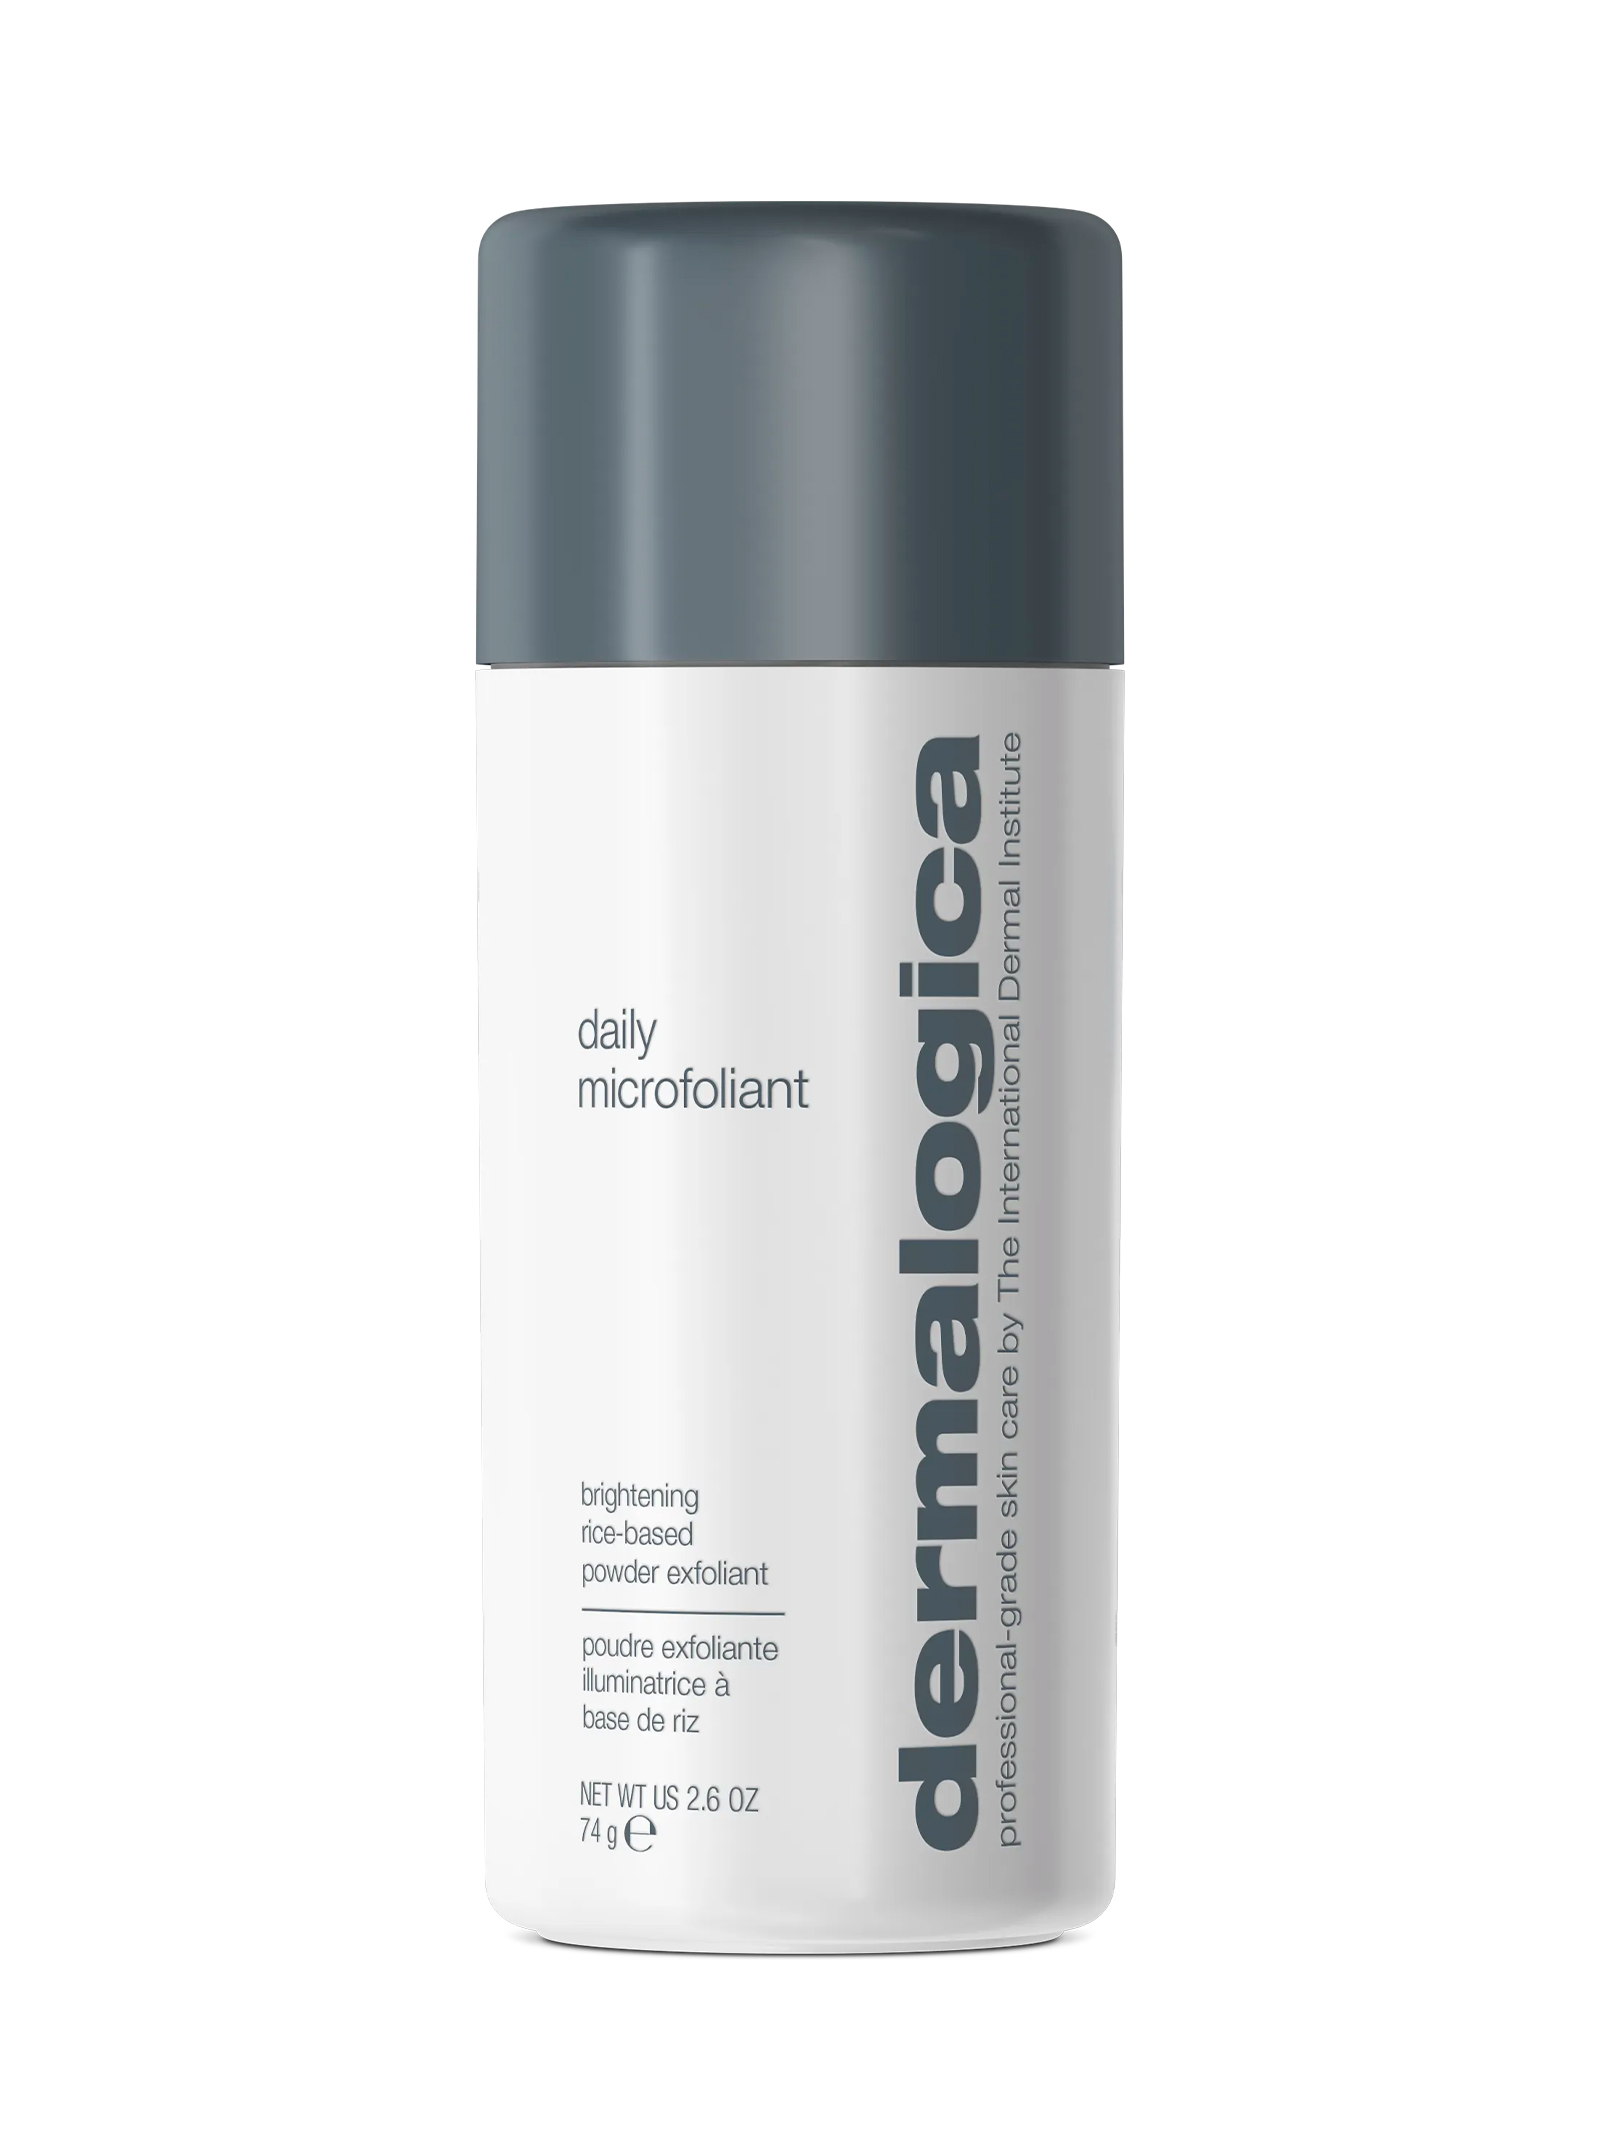 daily
microfoliant
brightening
rice-based
powder exfoliant
poudre exfoliante
illuminatrice à
base de riz
NET WT US 2.6 OZ
74 g ℮
dermalogica
professional-grade skin care by The International Dermal Institute